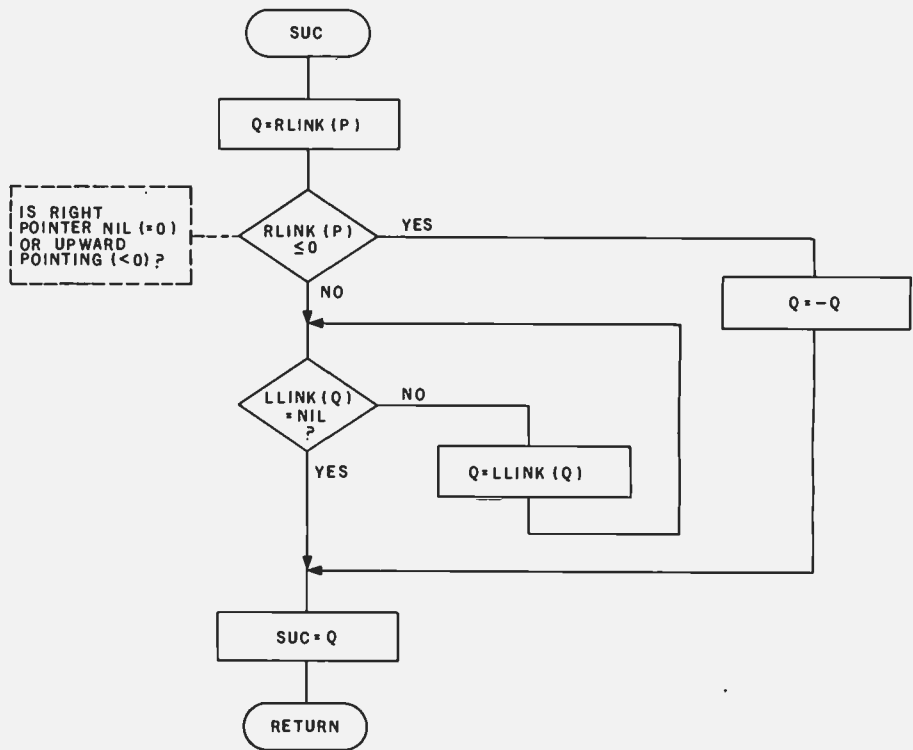 SUC
Q=RLINK(P)
IS RIGHT
POINTER NIL (=0)
OR UPWARD
POINTING (<0)?
RLINK(P)
≤0
YES
NO
Q=-Q
LLINK(Q)
=NIL
?
NO
YES
Q=LLINK(Q)
SUC=Q
RETURN